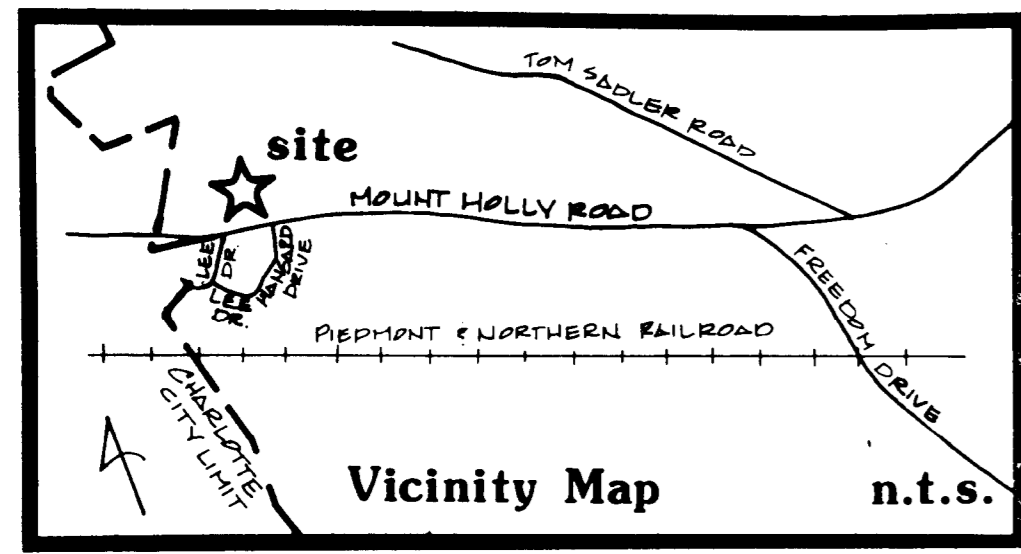 TOM SADLER ROAD
site
MOUNT HOLLY ROAD
LEE DR.
LEE DR.
HANGARD DRIVE
FREEDOM DRIVE
PIEDMONT & NORTHERN RAILROAD
CHARLOTTE
CITY LIMIT
Vicinity Map
n.t.s.